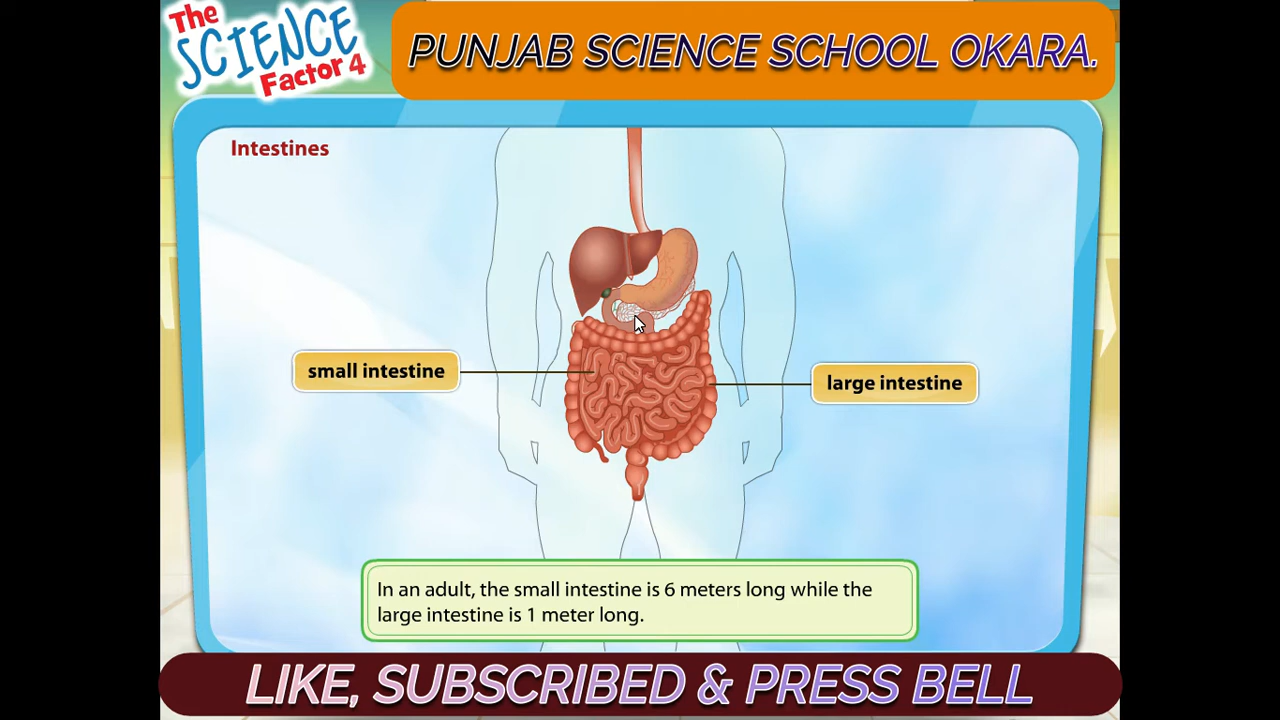 The
SCIENCE
Factor 4
PUNJAB SCIENCE SCHOOL OKARA.
Intestines
small intestine
large intestine
In an adult, the small intestine is 6 meters long while the
large intestine is 1 meter long.
LIKE, SUBSCRIBED & PRESS BELL